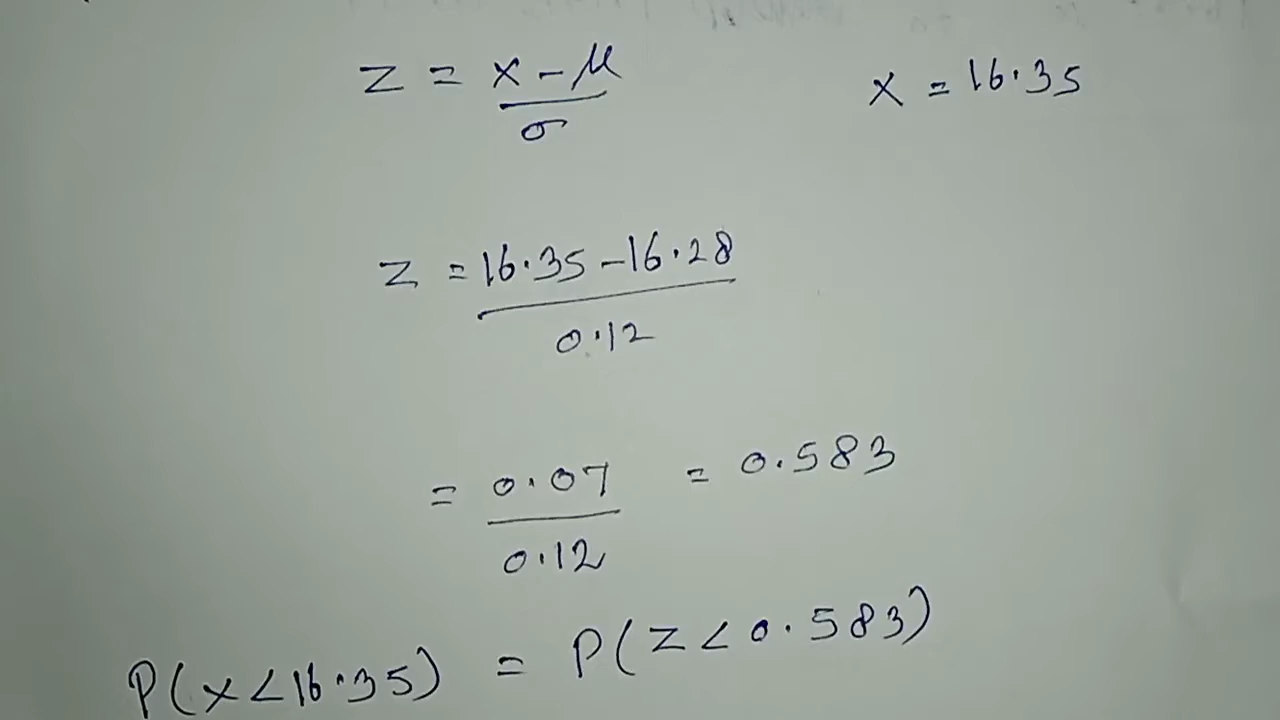 z = x - μ / σ x = 16.35
z = 16.35 - 16.28 / 0.12
= 0.07 / 0.12 = 0.583
P(x < 16.35) = P(z < 0.583)